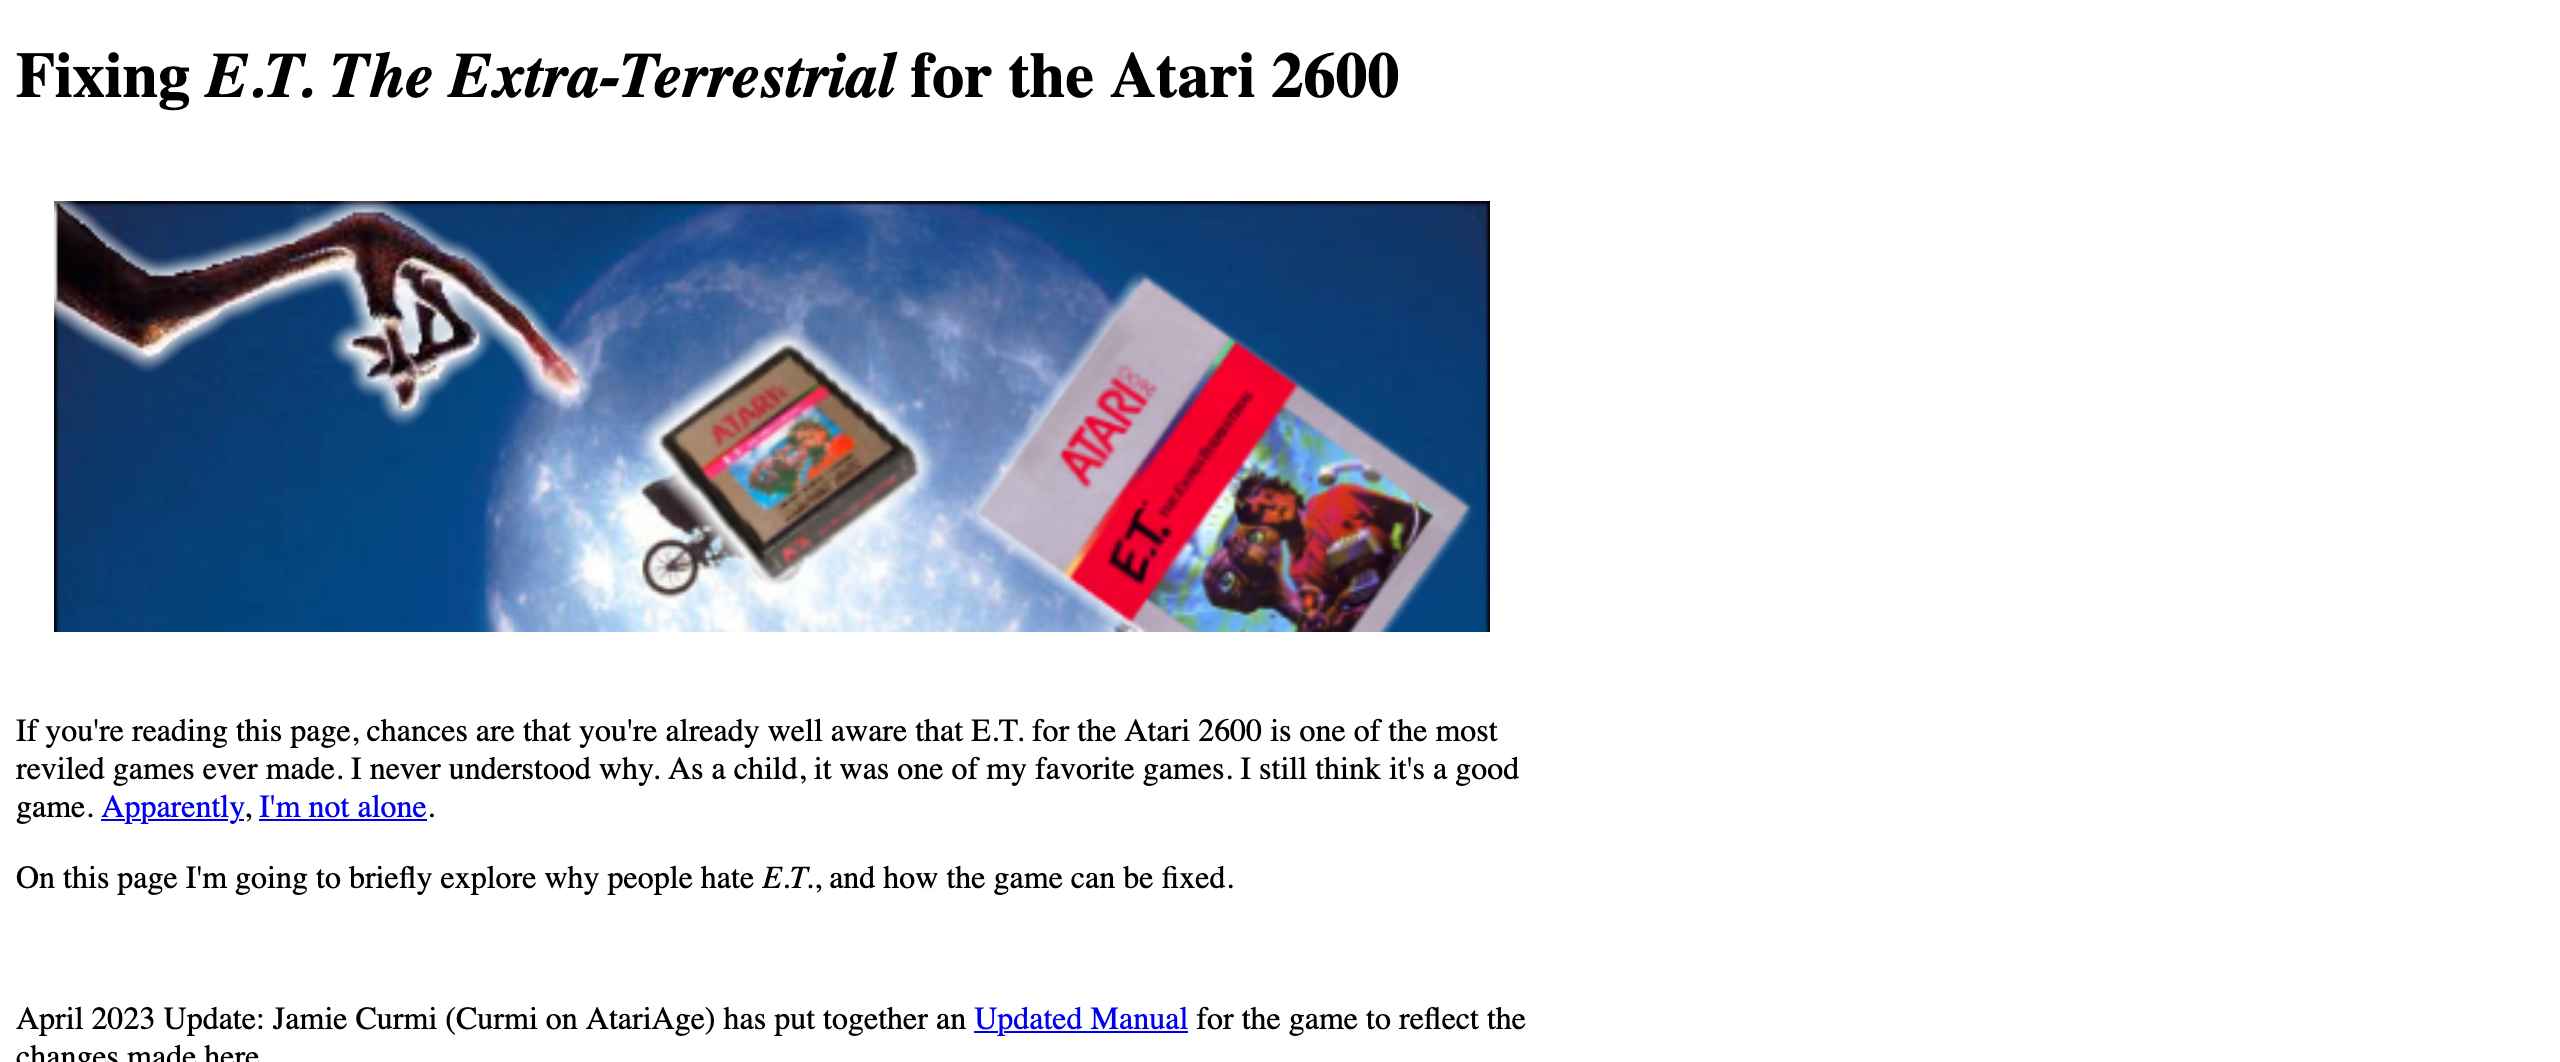 Fixing E.T. The Extra-Terrestrial for the Atari 2600
ATARI
ATARI
E.T.
If you're reading this page, chances are that you're already well aware that E.T. for the Atari 2600 is one of the most
reviled games ever made. I never understood why. As a child, it was one of my favorite games. I still think it's a good
game. Apparently, I'm not alone.
On this page I'm going to briefly explore why people hate E.T., and how the game can be fixed.
April 2023 Update: Jamie Curmi (Curmi on AtariAge) has put together an Updated Manual for the game to reflect the
changes made here.